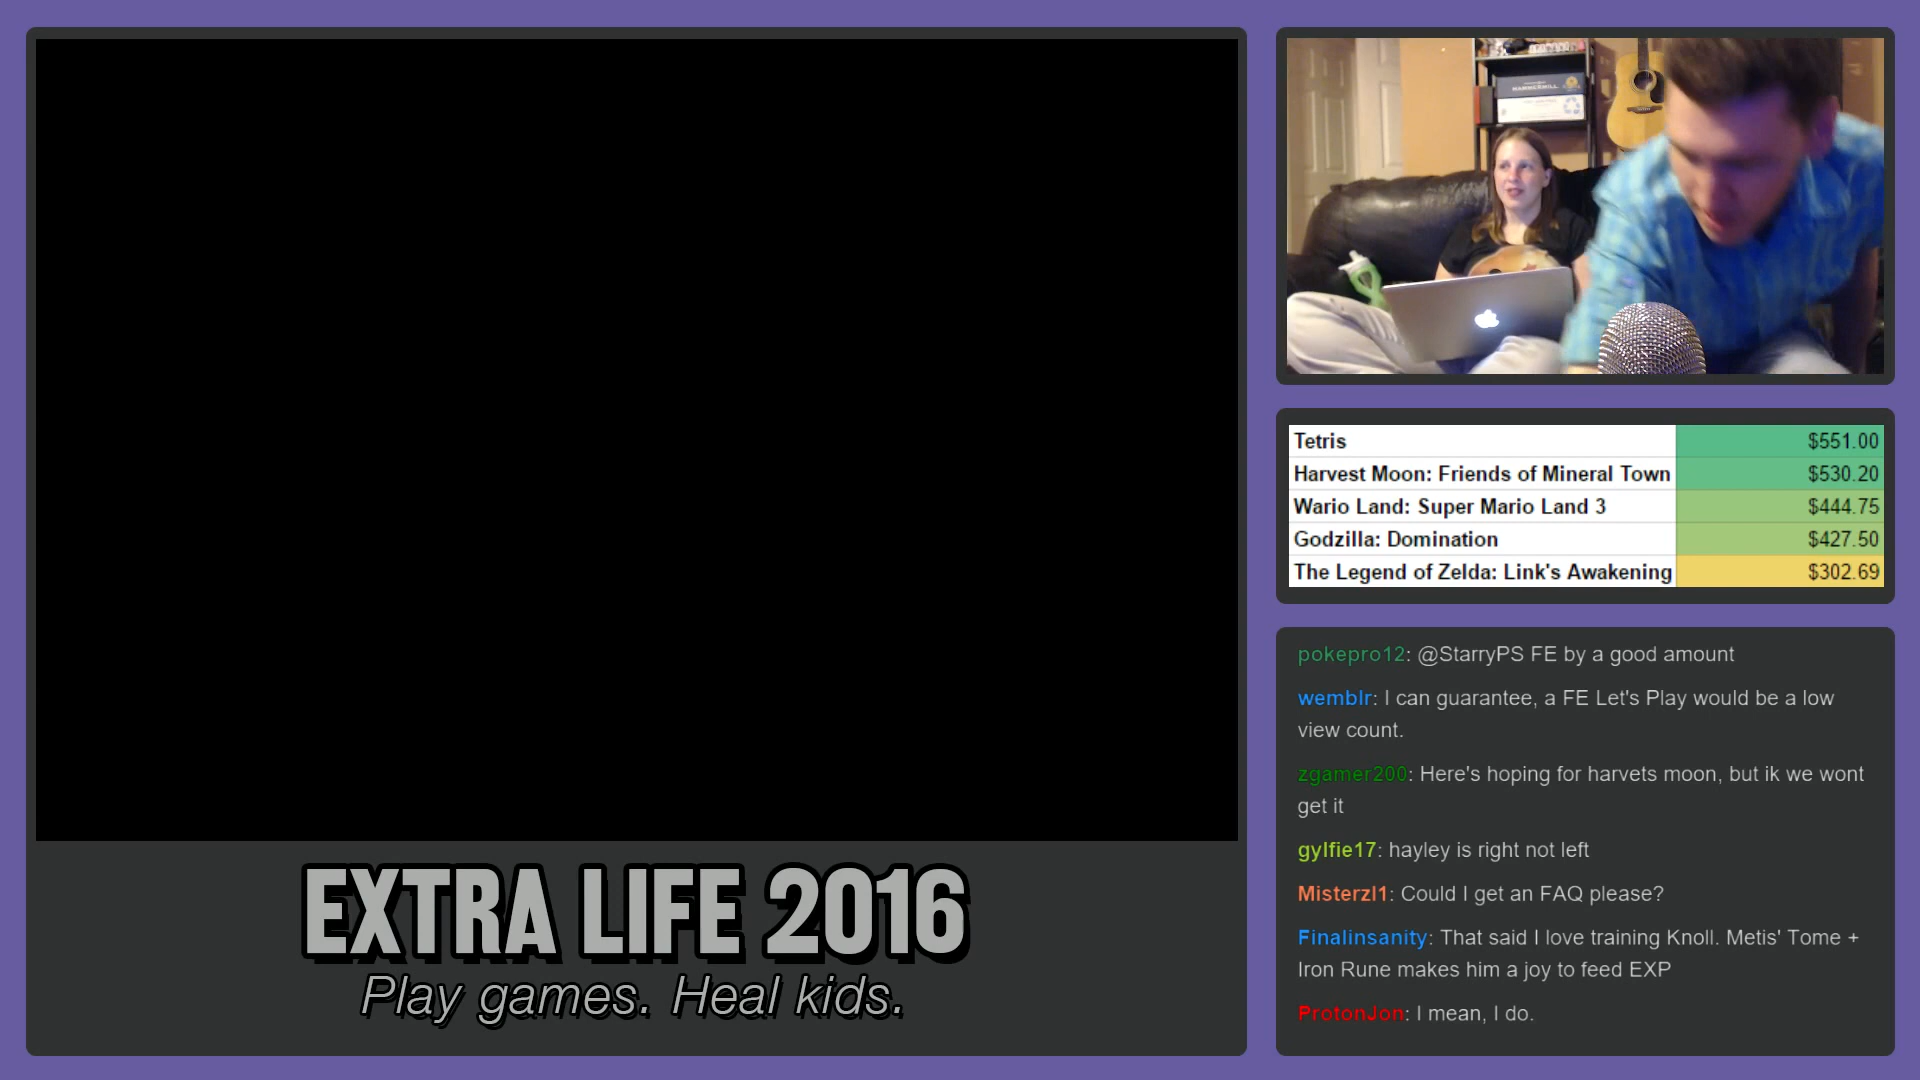 HAMMERMILL
Tetris $551.00
Harvest Moon: Friends of Mineral Town $530.20
Wario Land: Super Mario Land 3 $444.75
Godzilla: Domination $427.50
The Legend of Zelda: Link's Awakening $302.69
pokepro12: @StarryPS FE by a good amount
wemblr: I can guarantee, a FE Let's Play would be a low
view count.
zgamer200: Here's hoping for harvets moon, but ik we wont
get it
gylfie17: hayley is right not left
Misterzl1: Could I get an FAQ please?
Finalinsanity: That said I love training Knoll. Metis' Tome +
Iron Rune makes him a joy to feed EXP
ProtonJon: I mean, I do.
EXTRA LIFE 2016
Play games. Heal kids.